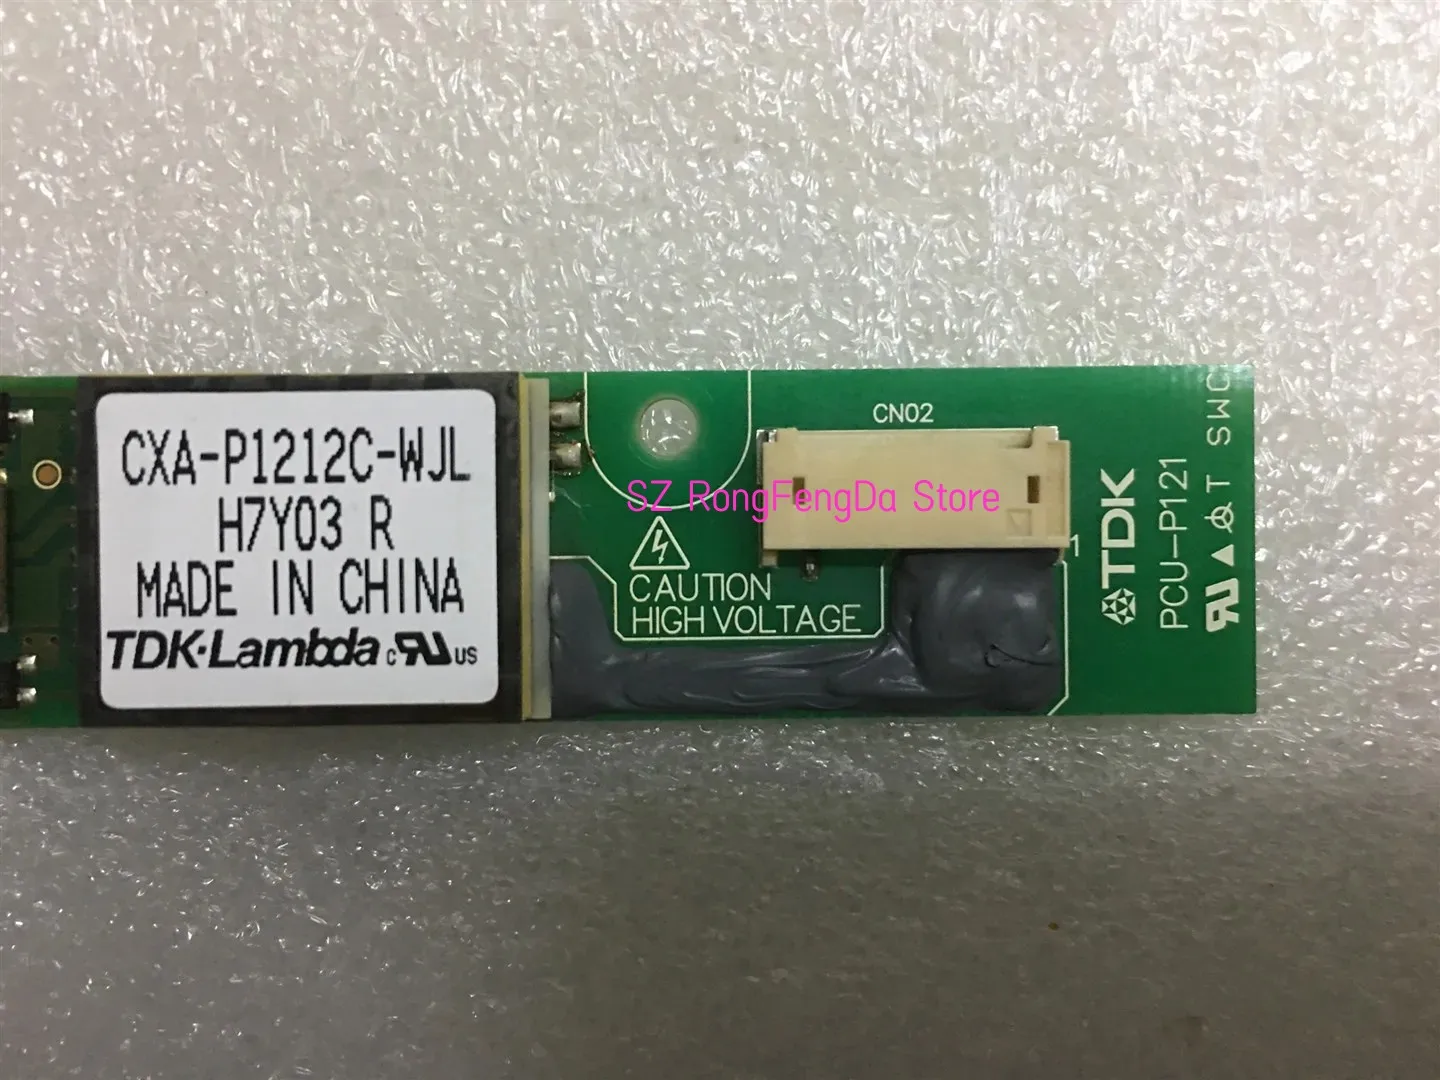 CXA-P1212C-WJL
H7Y03 R
MADE IN CHINA
TDK·Lambda c US
CN02
SZ RongFengDa Store
CAUTION
HIGH VOLTAGE
1
TDK
PCU-P121
T SWC